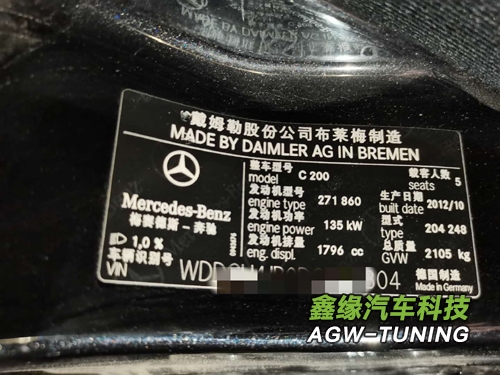 戴姆勒股份公司布莱梅制造
MADE BY DAIMLER AG IN BREMEN
整车型号
model C 200
载客人数
seats 5
发动机型号
engine type 271 860
生产日期
built date 2012/10
发动机功率
engine power 135 kW
型式
type 204 248
发动机排量
engine displ. 1796 cc
总质量
GVW 2105 kg
Mercedes-Benz
梅赛德斯-奔驰
1,0 %
车辆识别号
VIN
德国制造
Made in Germany
鑫缘汽车科技
AGW-TUNING